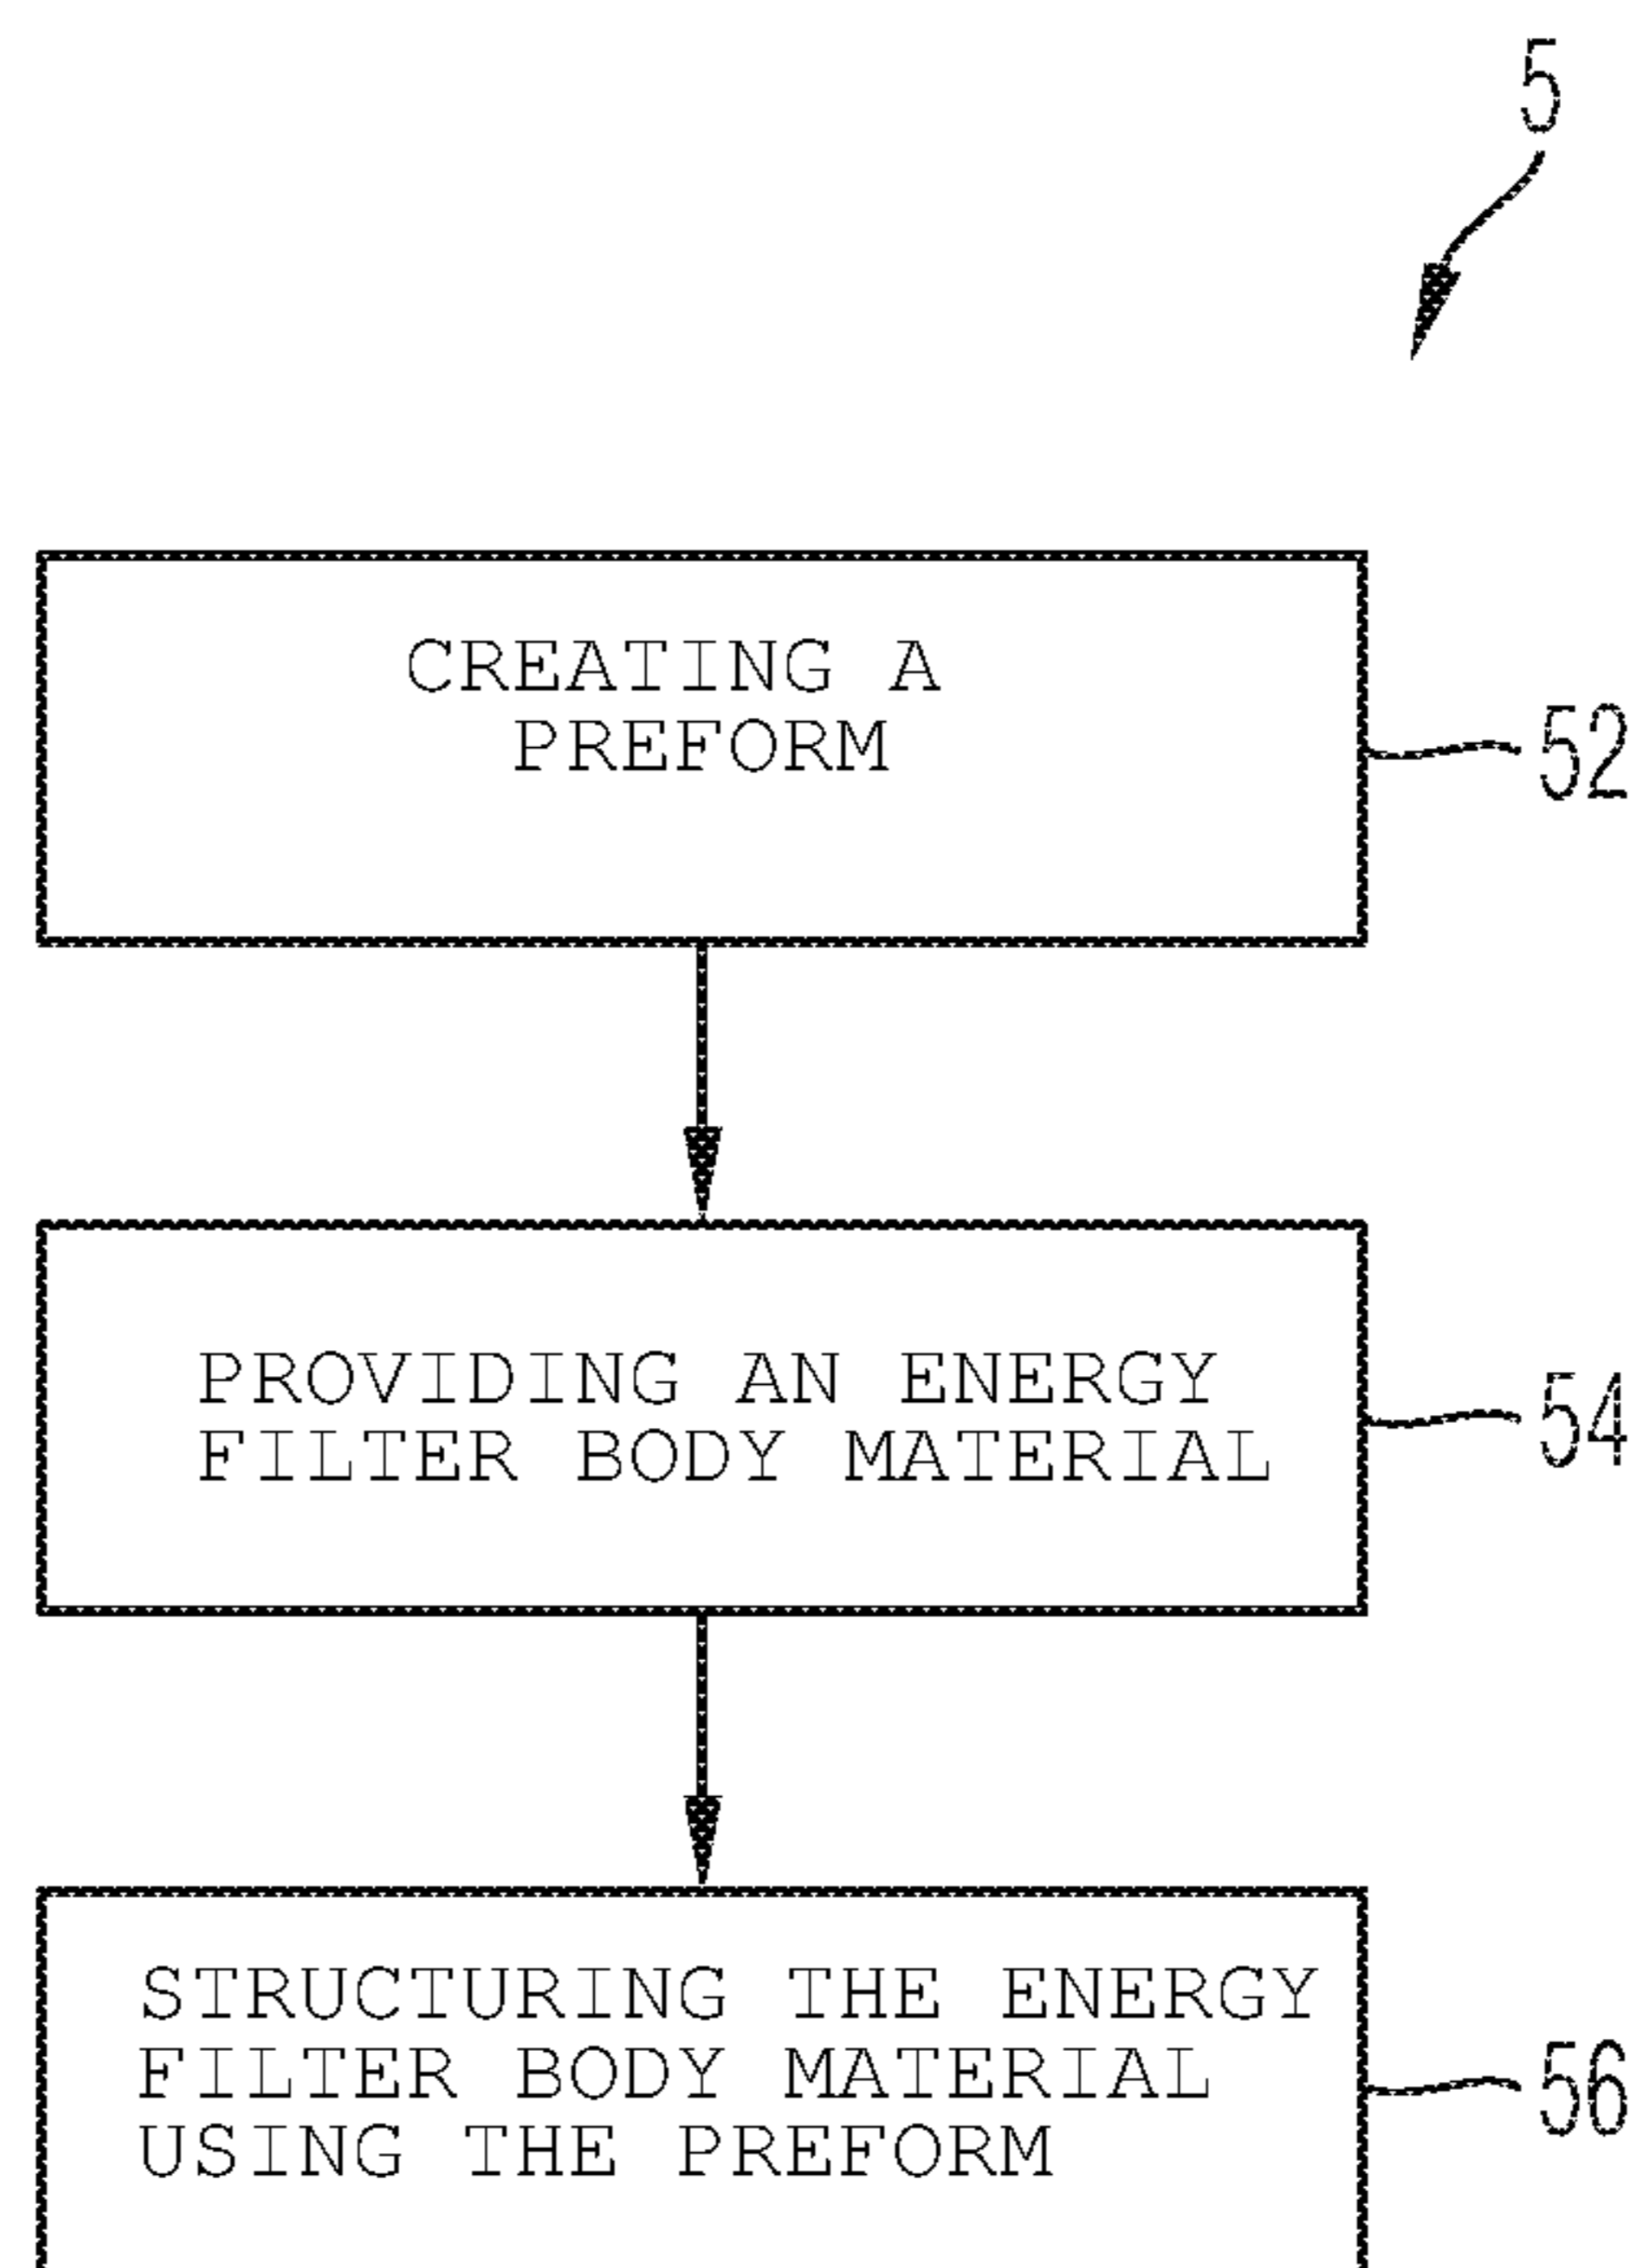 5
CREATING A
PREFORM
52
PROVIDING AN ENERGY
FILTER BODY MATERIAL
54
STRUCTURING THE ENERGY
FILTER BODY MATERIAL
USING THE PREFORM
56